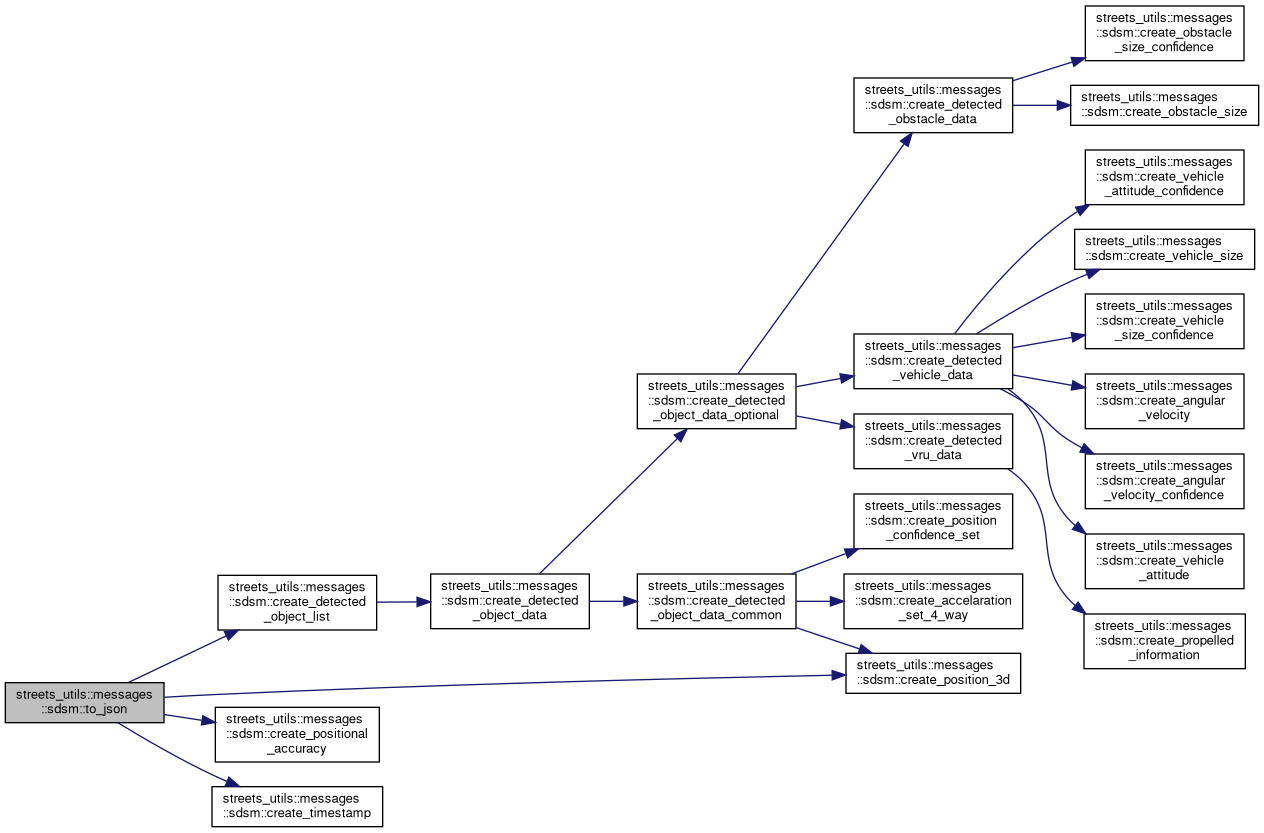 streets_utils::messages
::sdsm::create_obstacle
_size_confidence
streets_utils::messages
::sdsm::create_detected
_obstacle_data
streets_utils::messages
::sdsm::create_obstacle_size
streets_utils::messages
::sdsm::create_vehicle
_attitude_confidence
streets_utils::messages
::sdsm::create_vehicle_size
streets_utils::messages
::sdsm::create_vehicle
_size_confidence
streets_utils::messages
::sdsm::create_detected
_vehicle_data
streets_utils::messages
::sdsm::create_detected
_object_data_optional
streets_utils::messages
::sdsm::create_angular
_velocity
streets_utils::messages
::sdsm::create_detected
_vru_data
streets_utils::messages
::sdsm::create_angular
_velocity_confidence
streets_utils::messages
::sdsm::create_position
_confidence_set
streets_utils::messages
::sdsm::create_vehicle
_attitude
streets_utils::messages
::sdsm::create_detected
_object_list
streets_utils::messages
::sdsm::create_detected
_object_data
streets_utils::messages
::sdsm::create_detected
_object_data_common
streets_utils::messages
::sdsm::create_accelaration
_set_4_way
streets_utils::messages
::sdsm::create_propelled
_information
streets_utils::messages
::sdsm::create_position_3d
streets_utils::messages
::sdsm::to_json
streets_utils::messages
::sdsm::create_positional
_accuracy
streets_utils::messages
::sdsm::create_timestamp